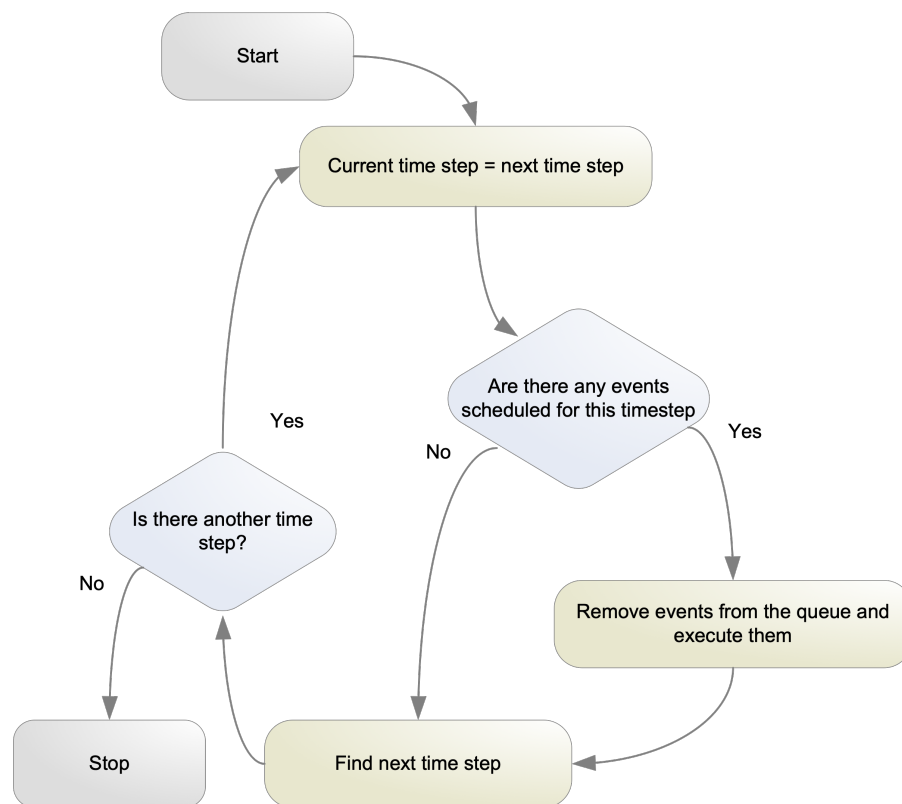 Start
Current time step = next time step
Are there any events
scheduled for this timestep
Yes
No
Yes
Is there another time
step?
No
Remove events from the queue and
execute them
Find next time step
Stop